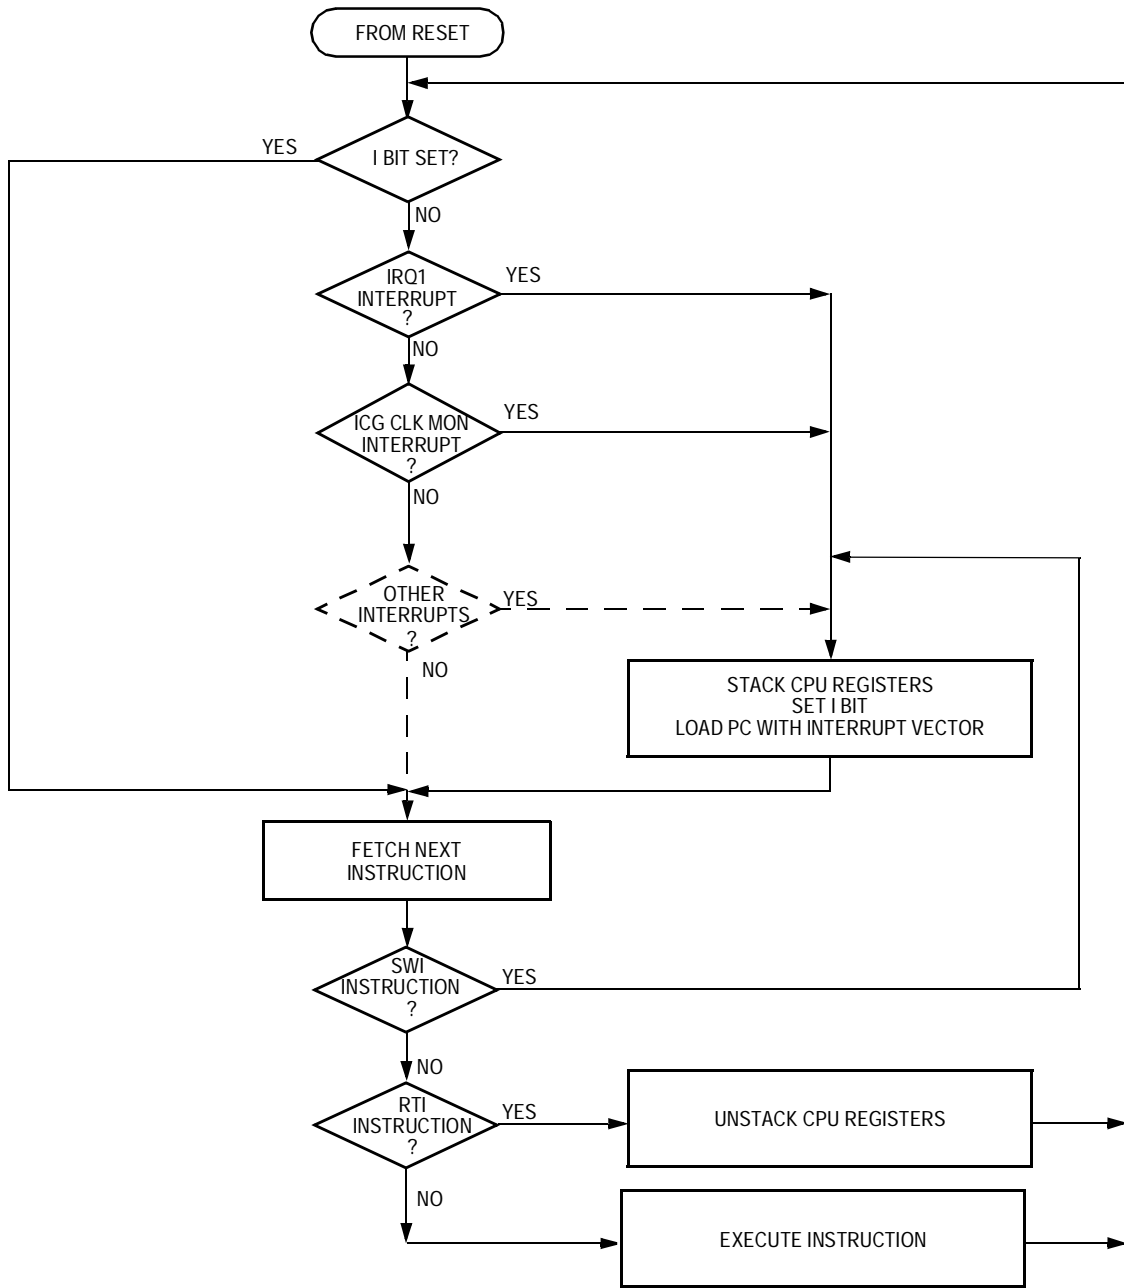 FROM RESET
YES
I BIT SET?
NO
IRQ1
INTERRUPT
?
YES
NO
ICG CLK MON
INTERRUPT
?
YES
NO
OTHER
INTERRUPTS
?
YES
NO
STACK CPU REGISTERS
SET I BIT
LOAD PC WITH INTERRUPT VECTOR
FETCH NEXT
INSTRUCTION
SWI
INSTRUCTION
?
YES
NO
RTI
INSTRUCTION
?
YES
UNSTACK CPU REGISTERS
NO
EXECUTE INSTRUCTION